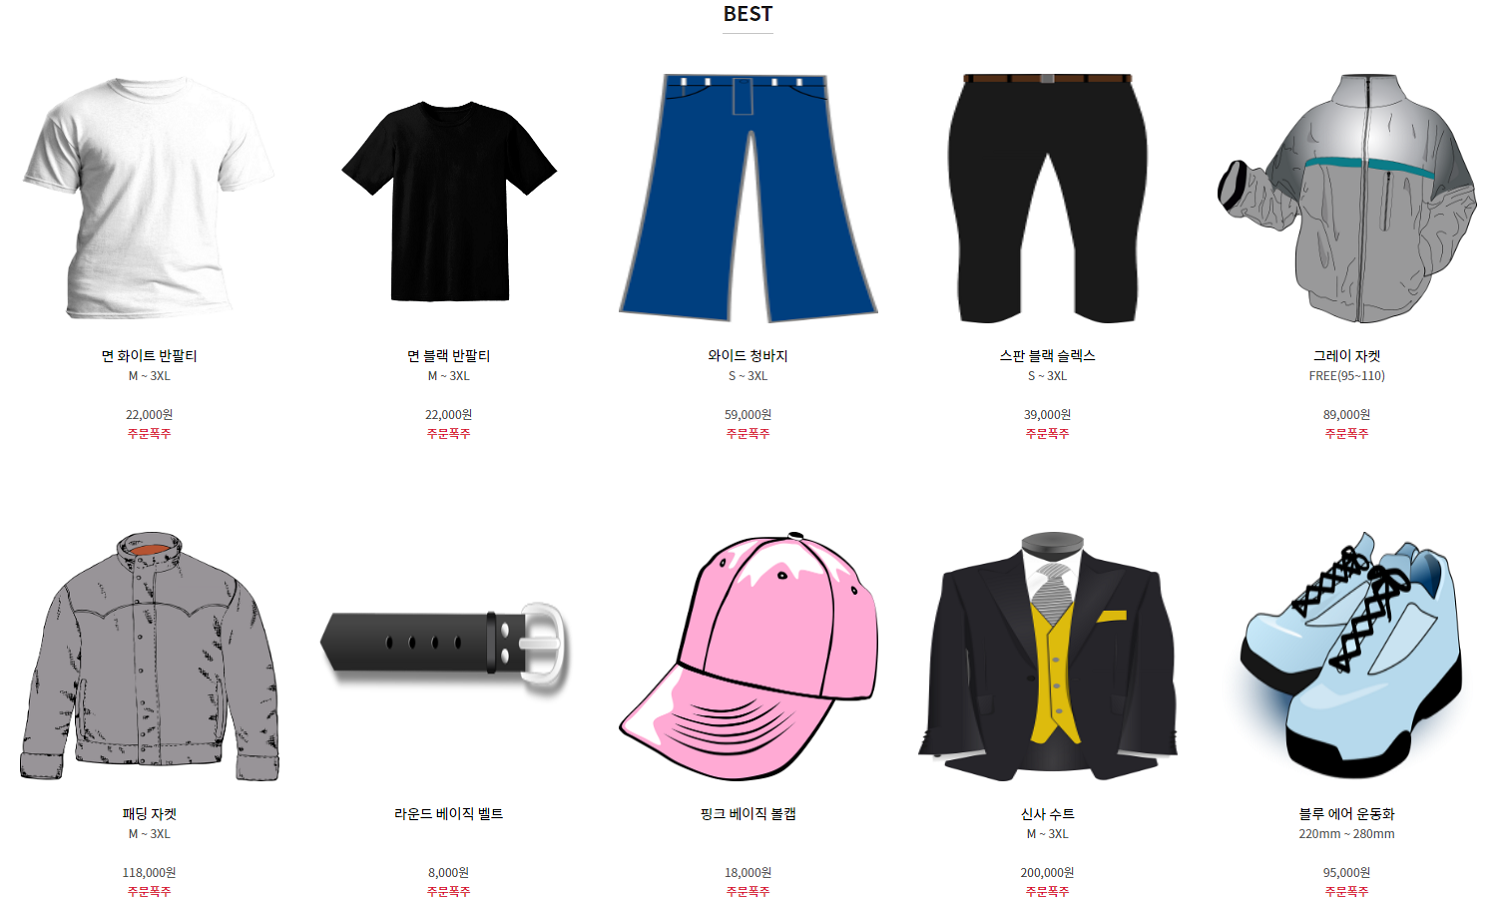 BEST
면 화이트 반팔티
M ~ 3XL
22,000원
주문폭주
면 블랙 반팔티
M ~ 3XL
22,000원
주문폭주
와이드 청바지
S ~ 3XL
59,000원
주문폭주
스판 블랙 슬렉스
S ~ 3XL
39,000원
주문폭주
그레이 자켓
FREE(95~110)
89,000원
주문폭주
패딩 자켓
M ~ 3XL
118,000원
주문폭주
라운드 베이직 벨트
8,000원
주문폭주
핑크 베이직 볼캡
18,000원
주문폭주
신사 수트
M ~ 3XL
200,000원
주문폭주
블루 에어 운동화
220mm ~ 280mm
95,000원
주문폭주